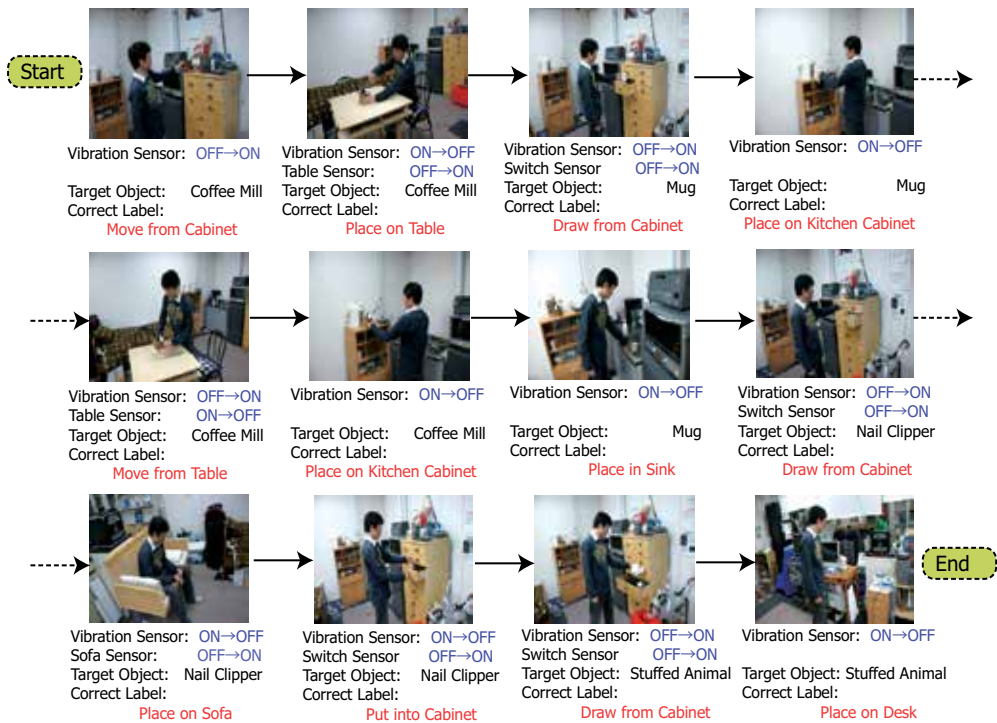 Start
Vibration Sensor: OFF→ON
Target Object: Coffee Mill
Correct Label:
Move from Cabinet
Vibration Sensor: ON→OFF
Table Sensor: OFF→ON
Target Object: Coffee Mill
Correct Label:
Place on Table
Vibration Sensor: OFF→ON
Switch Sensor OFF→ON
Target Object: Mug
Correct Label:
Draw from Cabinet
Vibration Sensor: ON→OFF
Target Object: Mug
Correct Label:
Place on Kitchen Cabinet
Vibration Sensor: OFF→ON
Table Sensor: ON→OFF
Target Object: Coffee Mill
Correct Label:
Move from Table
Vibration Sensor: ON→OFF
Target Object: Coffee Mill
Correct Label:
Place on Kitchen Cabinet
Vibration Sensor: ON→OFF
Target Object: Mug
Correct Label:
Place in Sink
Vibration Sensor: OFF→ON
Switch Sensor OFF→ON
Target Object: Nail Clipper
Correct Label:
Draw from Cabinet
Vibration Sensor: ON→OFF
Sofa Sensor: OFF→ON
Target Object: Nail Clipper
Correct Label:
Place on Sofa
Vibration Sensor: ON→OFF
Switch Sensor OFF→ON
Target Object: Nail Clipper
Correct Label:
Put into Cabinet
Vibration Sensor: OFF→ON
Switch Sensor OFF→ON
Target Object: Stuffed Animal
Correct Label:
Draw from Cabinet
Vibration Sensor: ON→OFF
Target Object: Stuffed Animal
Correct Label:
Place on Desk
End